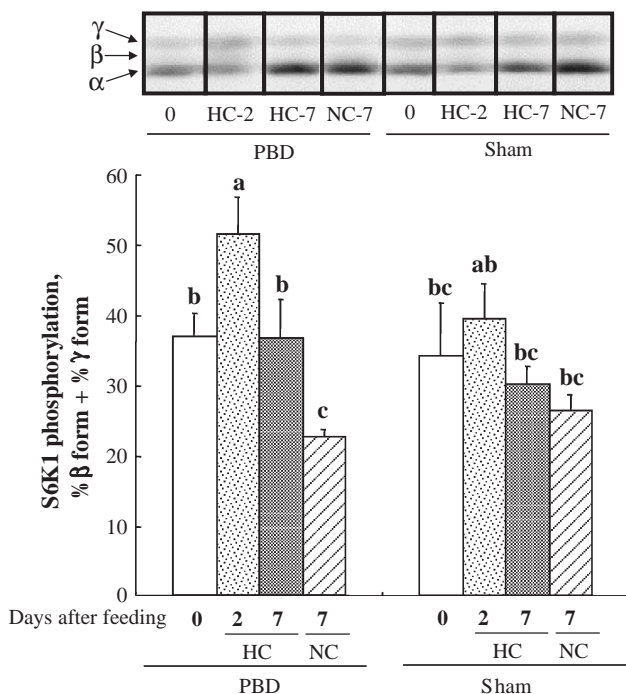 γ
β
α
0 HC-2 HC-7 NC-7 0 HC-2 HC-7 NC-7
PBD Sham
S6K1 phosphorylation,
% β form + % γ form
60
50
40
30
20
10
0
a
b b
c
ab
bc
bc
bc
Days after feeding 0 2 7 7 0 2 7 7
HC NC HC NC
PBD Sham